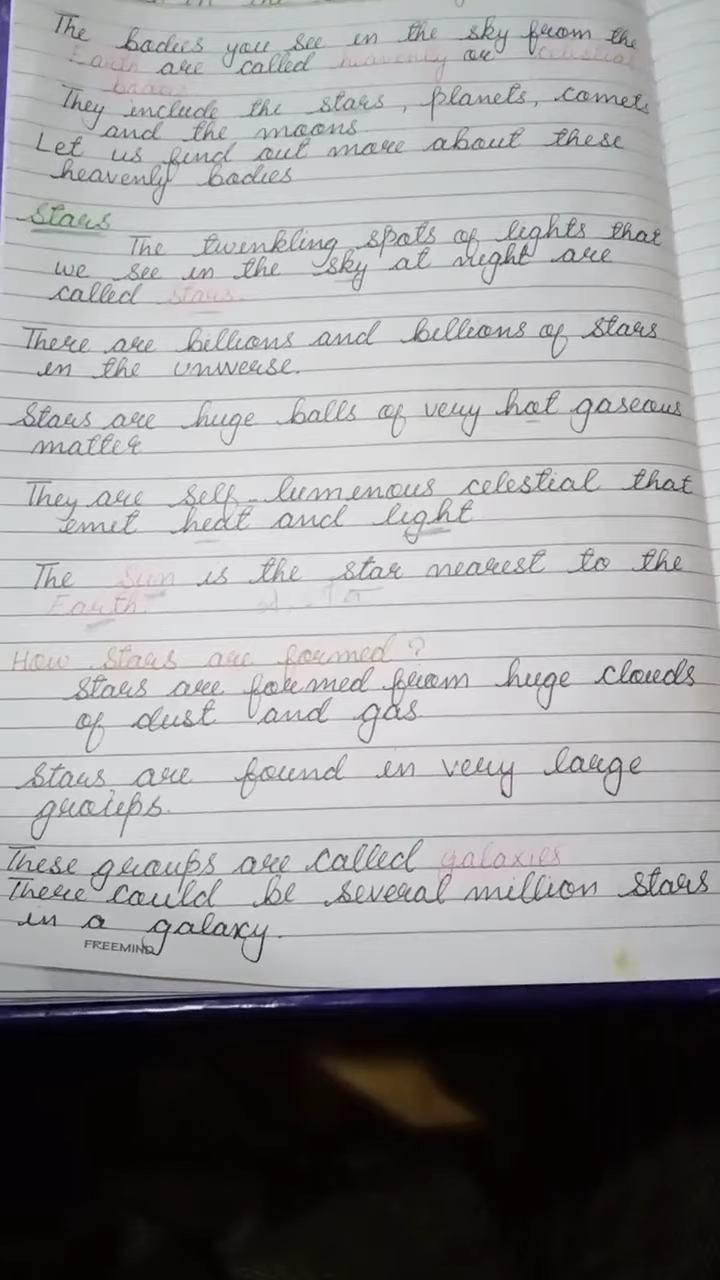 The bodies you see in the sky from the
Earth are called heavenly or celestial
bodies
They include the stars, planets, comets
and the moons
Let us find out more about these
heavenly bodies
Stars
The twinkling spots of lights that
we see in the sky at night are
called stars
There are billions and billions of stars
in the universe.
Stars are huge balls of very hot gaseous
matter
They are self-luminous celestial that
emit heat and light
The Sun is the star nearest to the
Earth.
How stars are formed?
Stars are formed from huge clouds
of dust and gas
Stars are found in very large
groups.
These groups are called galaxies
There could be several million stars
in a galaxy.
FREEMIND